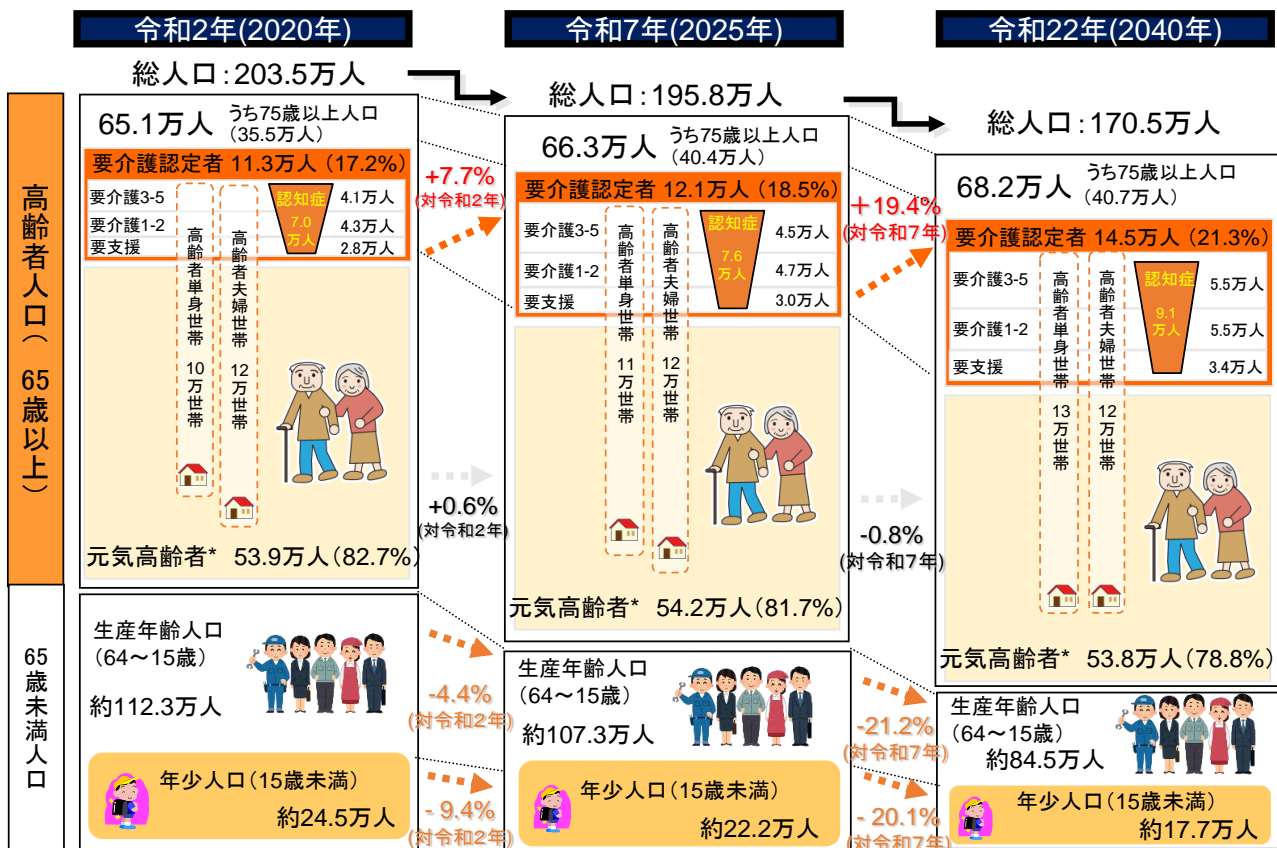 令和2年(2020年)
令和7年(2025年)
令和22年(2040年)
高齢者人口(65歳以上)
65歳未満人口
総人口:203.5万人
65.1万人
うち75歳以上人口
(35.5万人)
要介護認定者 11.3万人 (17.2%)
要介護3-5
4.1万人
要介護1-2
4.3万人
要支援
2.8万人
認知症
7.0
万人
高齢者単身世帯 10万世帯
高齢者夫婦世帯 12万世帯
元気高齢者* 53.9万人(82.7%)
生産年齢人口
(64~15歳)
約112.3万人
年少人口(15歳未満)
約24.5万人
+7.7%
(対令和2年)
+0.6%
(対令和2年)
-4.4%
(対令和2年)
- 9.4%
(対令和2年)
総人口:195.8万人
66.3万人
うち75歳以上人口
(40.4万人)
要介護認定者 12.1万人 (18.5%)
要介護3-5
4.5万人
要介護1-2
4.7万人
要支援
3.0万人
認知症
7.6
万人
高齢者単身世帯 11万世帯
高齢者夫婦世帯 12万世帯
元気高齢者* 54.2万人(81.7%)
生産年齢人口
(64~15歳)
約107.3万人
年少人口(15歳未満)
約22.2万人
+19.4%
(対令和7年)
-0.8%
(対令和7年)
-21.2%
(対令和7年)
- 20.1%
(対令和7年)
総人口:170.5万人
68.2万人
うち75歳以上人口
(40.7万人)
要介護認定者 14.5万人 (21.3%)
要介護3-5
5.5万人
要介護1-2
5.5万人
要支援
3.4万人
認知症
9.1
万人
高齢者単身世帯 13万世帯
高齢者夫婦世帯 12万世帯
元気高齢者* 53.8万人(78.8%)
生産年齢人口
(64~15歳)
約84.5万人
年少人口(15歳未満)
約17.7万人